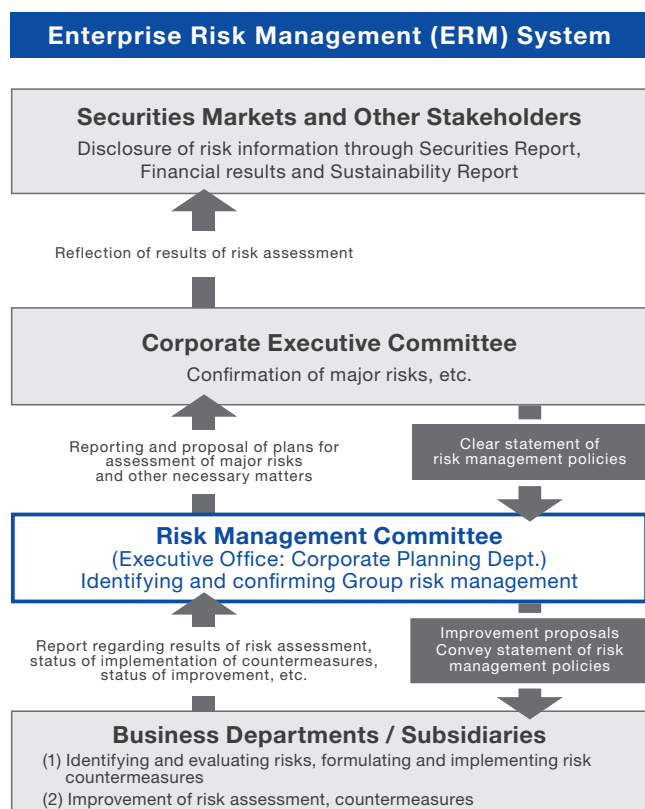 Enterprise Risk Management (ERM) System
Securities Markets and Other Stakeholders
Disclosure of risk information through Securities Report,
Financial results and Sustainability Report
Reflection of results of risk assessment
Corporate Executive Committee
Confirmation of major risks, etc.
Reporting and proposal of plans for
assessment of major risks
and other necessary matters
Clear statement of
risk management policies
Risk Management Committee
(Executive Office: Corporate Planning Dept.)
Identifying and confirming Group risk management
Report regarding results of risk assessment,
status of implementation of countermeasures,
status of improvement, etc.
Improvement proposals
Convey statement of risk
management policies
Business Departments / Subsidiaries
(1) Identifying and evaluating risks, formulating and implementing risk
countermeasures
(2) Improvement of risk assessment, countermeasures